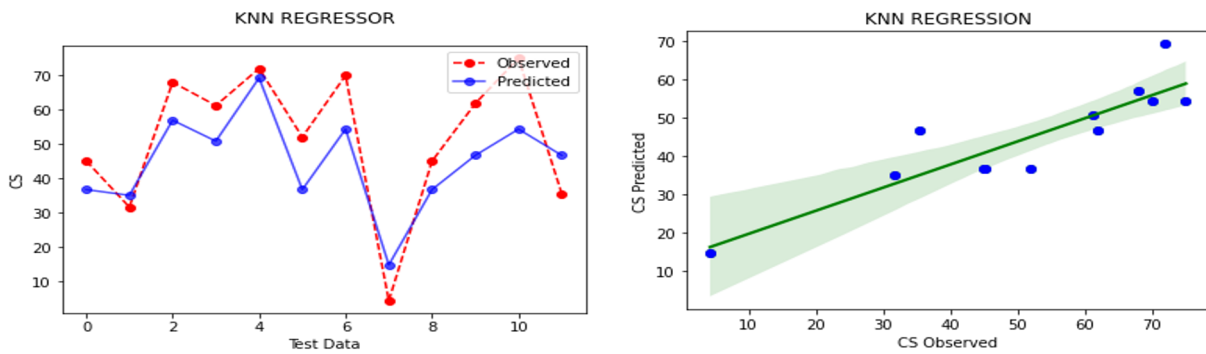 KNN REGRESSOR
CS
70
60
50
40
30
20
10
Observed
Predicted
0 2 4 6 8 10
Test Data
KNN REGRESSION
CS Predicted
70
60
50
40
30
20
10
10 20 30 40 50 60 70
CS Observed